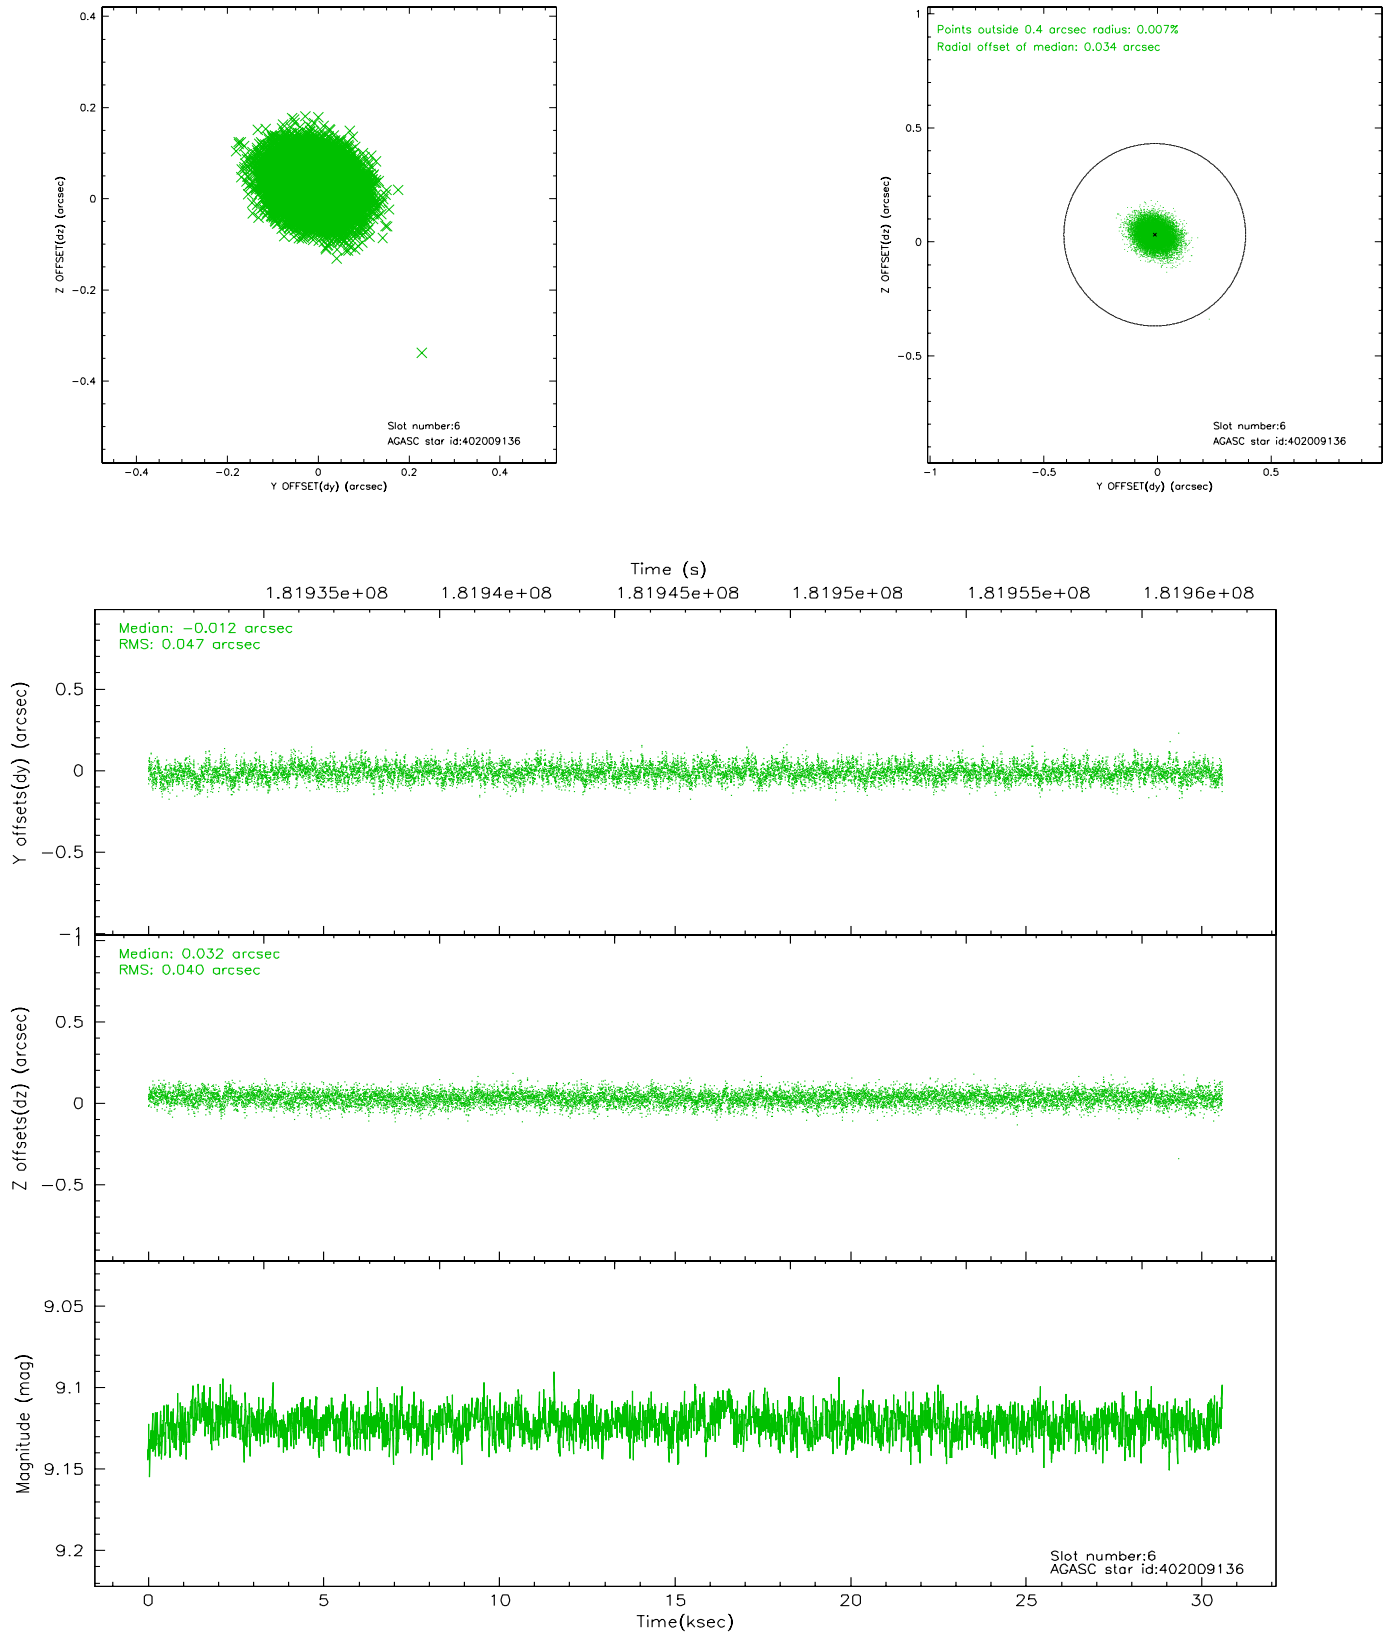 0.4
0.2
0
−0.2
−0.4
Z OFFSET(dz) (arcsec)
Slot number:6
AGASC star id:402009136
−0.4 −0.2 0 0.2 0.4
Y OFFSET(dy) (arcsec)
1
0.5
0
−0.5
Z OFFSET(dz) (arcsec)
Points outside 0.4 arcsec radius: 0.007%
Radial offset of median: 0.034 arcsec
Slot number:6
AGASC star id:402009136
−1 −0.5 0 0.5
Y OFFSET(dy) (arcsec)
Time (s)
1.81935e+08 1.8194e+08 1.81945e+08 1.8195e+08 1.81955e+08 1.8196e+08
Median: −0.012 arcsec
RMS: 0.047 arcsec
0.5
0
−0.5
−1
Y offsets(dy) (arcsec)
Median: 0.032 arcsec
RMS: 0.040 arcsec
1
0.5
0
−0.5
Z offsets(dz) (arcsec)
9.05
9.1
9.15
9.2
Magnitude (mag)
Slot number:6
AGASC star id:402009136
0 5 10 15 20 25 30
Time(ksec)